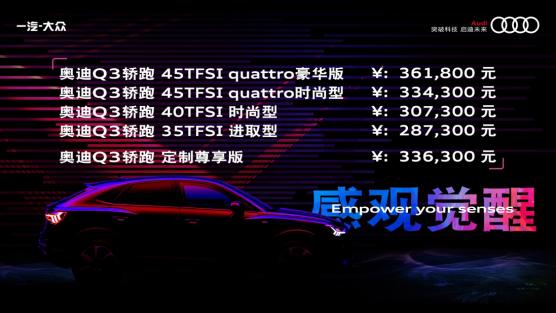 一汽-大众
Audi
突破科技 启迪未来
奥迪Q3轿跑 45TFSI quattro豪华版 ¥: 361,800 元
奥迪Q3轿跑 45TFSI quattro时尚型 ¥: 334,300 元
奥迪Q3轿跑 40TFSI 时尚型 ¥: 307,300 元
奥迪Q3轿跑 35TFSI 进取型 ¥: 287,300 元
奥迪Q3轿跑 定制尊享版 ¥: 336,300 元
感观觉醒
Empower your senses